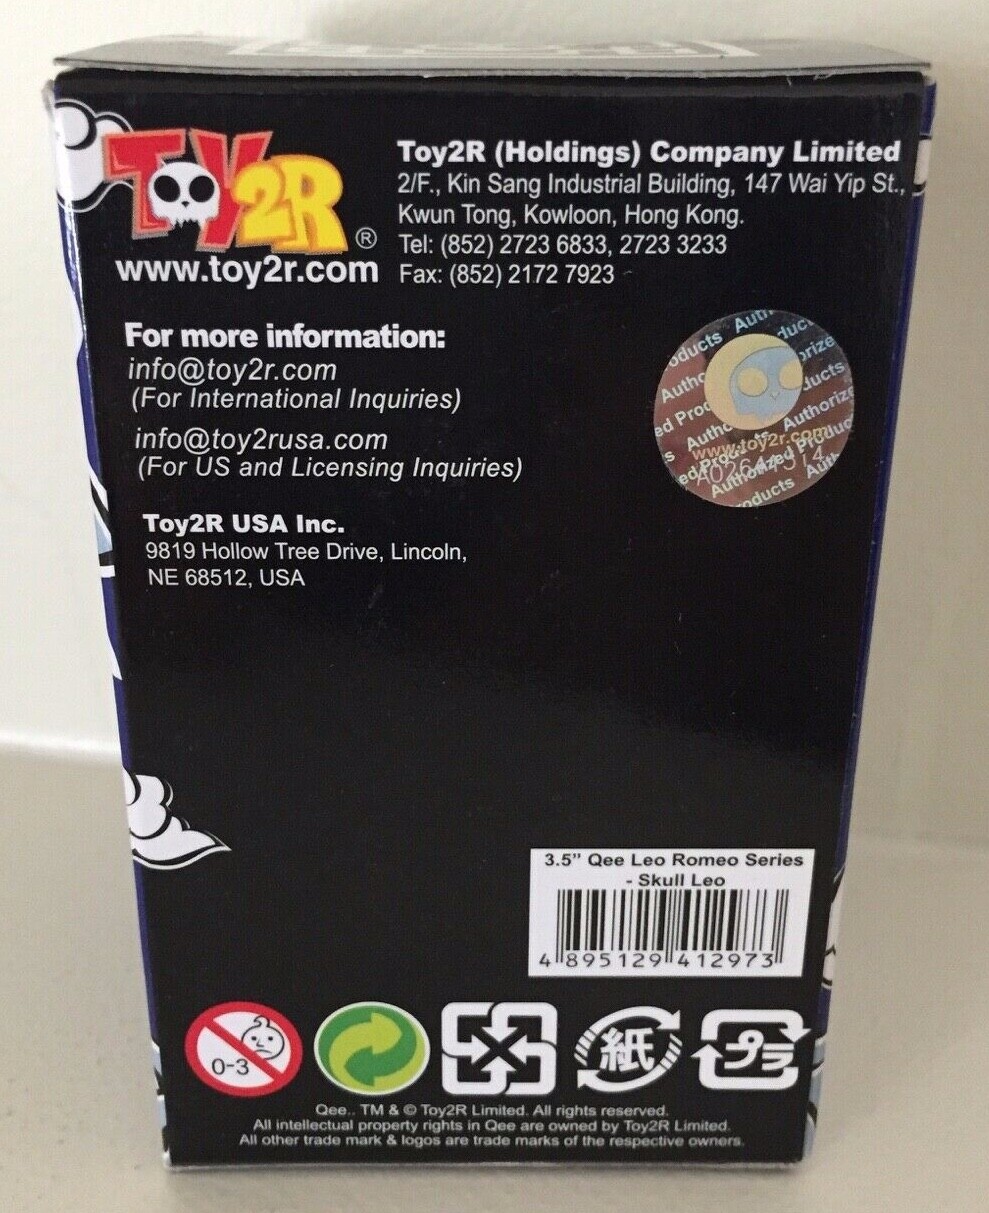 TOY2R ®
www.toy2r.com
Toy2R (Holdings) Company Limited
2/F., Kin Sang Industrial Building, 147 Wai Yip St.,
Kwun Tong, Kowloon, Hong Kong.
Tel: (852) 2723 6833, 2723 3233
Fax: (852) 2172 7923
For more information:
info@toy2r.com
(For International Inquiries)
info@toy2rusa.com
(For US and Licensing Inquiries)
Toy2R USA Inc.
9819 Hollow Tree Drive, Lincoln,
NE 68512, USA
www.toy2r.com
3.5” Qee Leo Romeo Series
- Skull Leo
4 895129 412973
0-3
紙
プラ
Qee.. TM & © Toy2R Limited. All rights reserved.
All intellectual property rights in Qee are owned by Toy2R Limited.
All other trade mark & logos are trade marks of the respective owners.